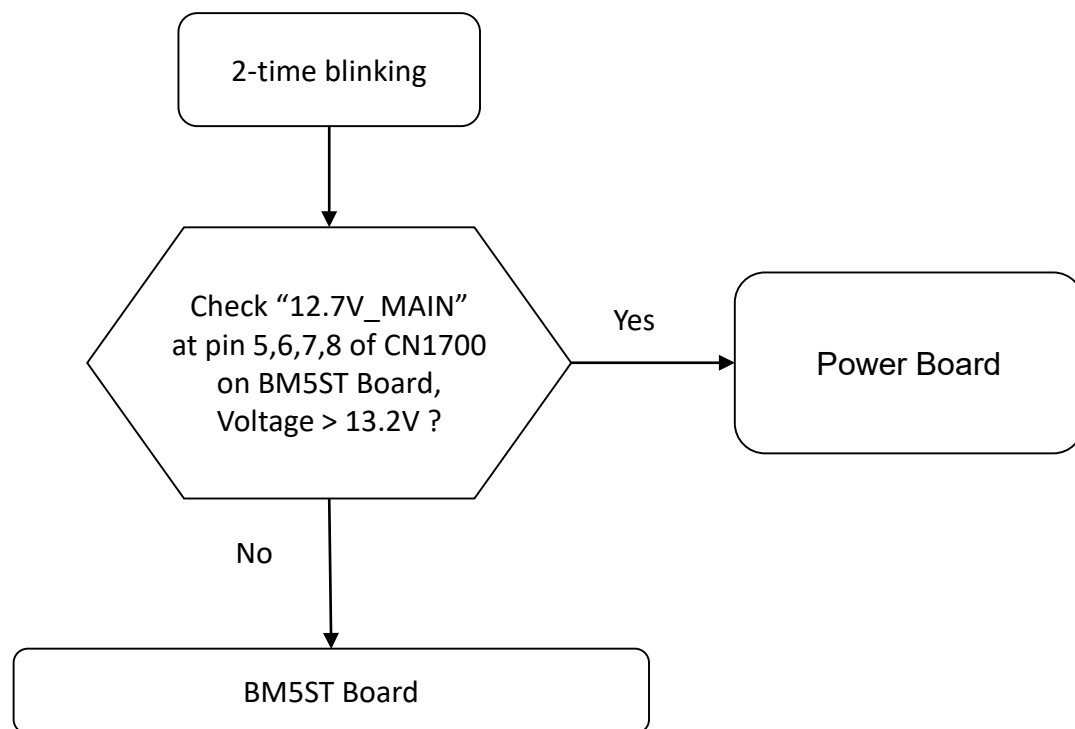 2-time blinking
Check “12.7V_MAIN”
at pin 5,6,7,8 of CN1700
on BM5ST Board,
Voltage > 13.2V ?
Yes
Power Board
No
BM5ST Board